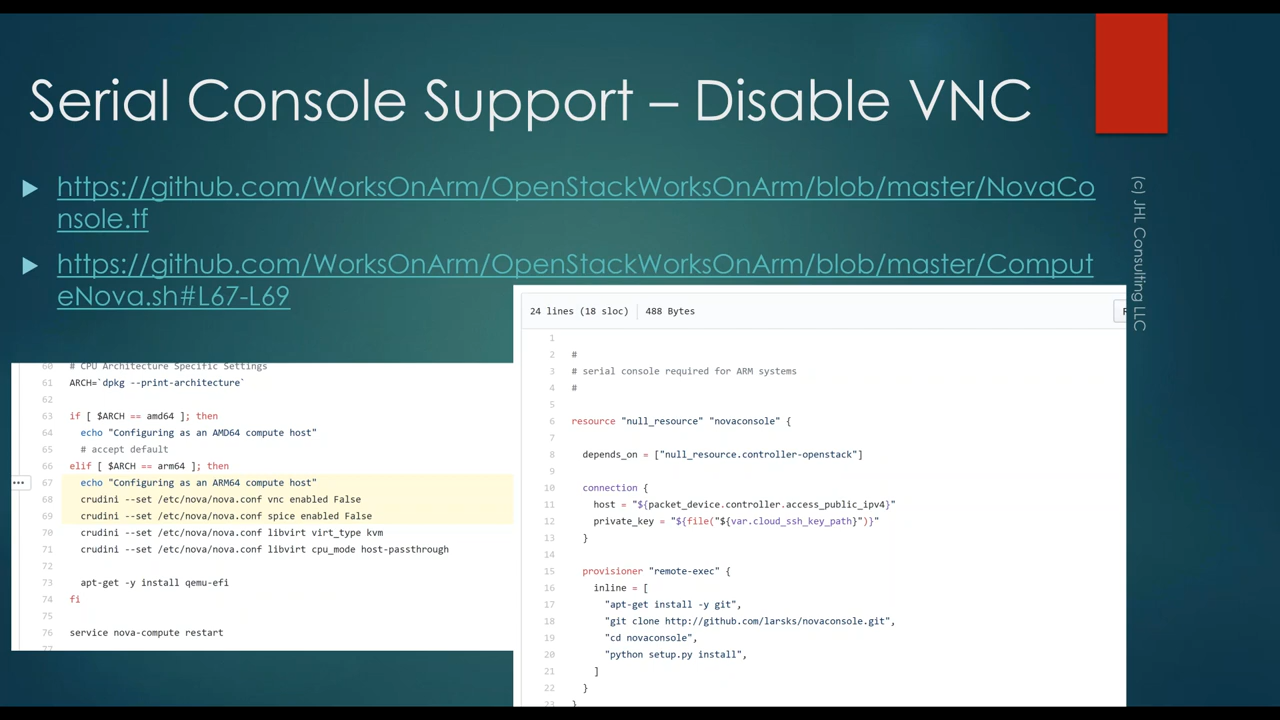 Serial Console Support – Disable VNC
https://github.com/WorksOnArm/OpenStackWorksOnArm/blob/master/NovaCo
nsole.tf
https://github.com/WorksOnArm/OpenStackWorksOnArm/blob/master/Comput
eNova.sh#L67-L69
(c) JHL Consulting LLC
60 # CPU Architecture Specific Settings
61 ARCH=`dpkg --print-architecture`
62
63 if [ $ARCH == amd64 ]; then
64 echo "Configuring as an AMD64 compute host"
65 # accept default
66 elif [ $ARCH == arm64 ]; then
67 echo "Configuring as an ARM64 compute host"
68 crudini --set /etc/nova/nova.conf vnc enabled False
69 crudini --set /etc/nova/nova.conf spice enabled False
70 crudini --set /etc/nova/nova.conf libvirt virt_type kvm
71 crudini --set /etc/nova/nova.conf libvirt cpu_mode host-passthrough
72
73 apt-get -y install qemu-efi
74 fi
75
76 service nova-compute restart
77
24 lines (18 sloc) 488 Bytes
1
2 #
3 # serial console required for ARM systems
4 #
5
6 resource "null_resource" "novaconsole" {
7
8 depends_on = ["null_resource.controller-openstack"]
9
10 connection {
11 host = "${packet_device.controller.access_public_ipv4}"
12 private_key = "${file("${var.cloud_ssh_key_path}")}"
13 }
14
15 provisioner "remote-exec" {
16 inline = [
17 "apt-get install -y git",
18 "git clone http://github.com/larsks/novaconsole.git",
19 "cd novaconsole",
20 "python setup.py install",
21 ]
22 }
23 }